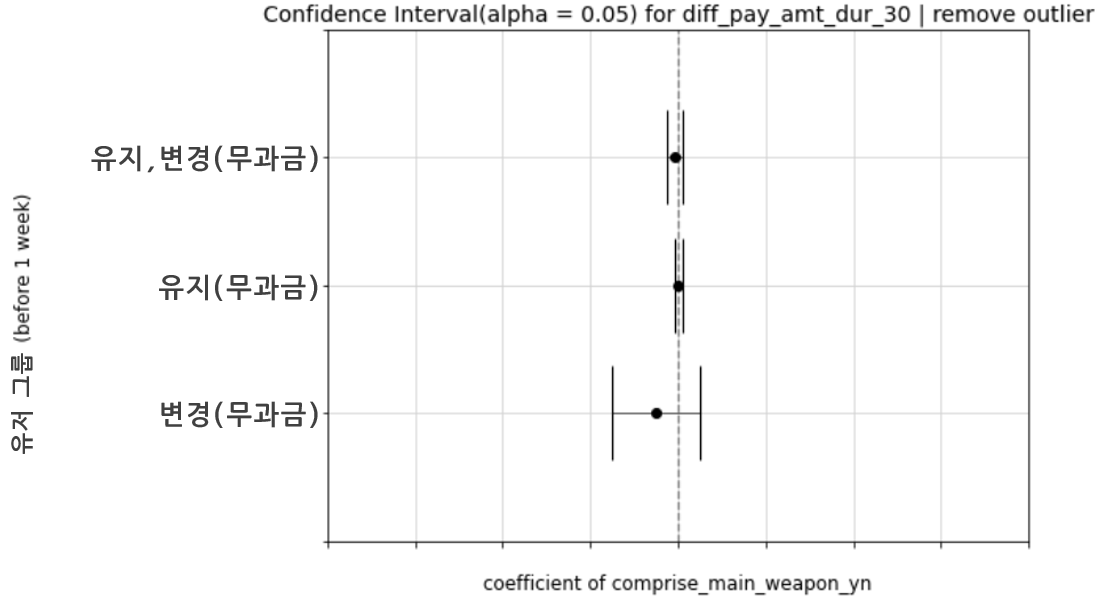 Confidence Interval(alpha = 0.05) for diff_pay_amt_dur_30 | remove outlier
유지,변경(무과금)
유지(무과금)
변경(무과금)
유저 그룹 (before 1 week)
coefficient of comprise_main_weapon_yn